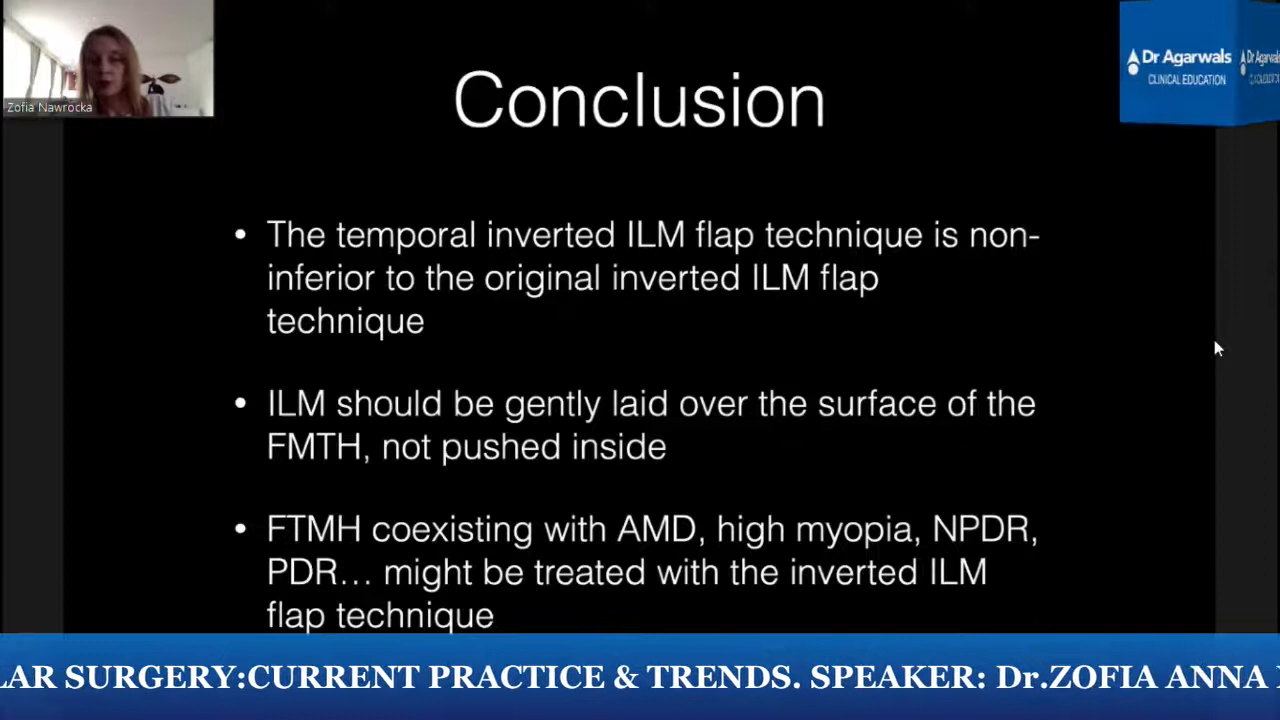 Dr Agarwals
CLINICAL EDUCATION
Zofia Nawrocka
Conclusion
• The temporal inverted ILM flap technique is non-
inferior to the original inverted ILM flap
technique
• ILM should be gently laid over the surface of the
FMTH, not pushed inside
• FTMH coexisting with AMD, high myopia, NPDR,
PDR... might be treated with the inverted ILM
flap technique
LAR SURGERY:CURRENT PRACTICE & TRENDS. SPEAKER: Dr.ZOFIA ANNA